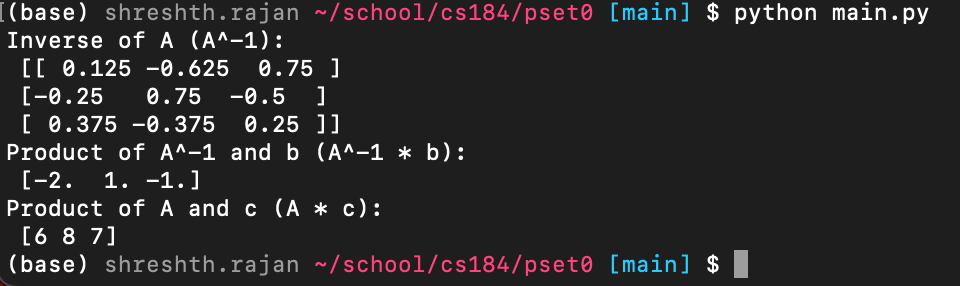 (base) shreshth.rajan ~/school/cs184/pset0 [main] $ python main.py
Inverse of A (A^-1):
 [[ 0.125 -0.625  0.75 ]
 [-0.25   0.75  -0.5  ]
 [ 0.375 -0.375  0.25 ]]
Product of A^-1 and b (A^-1 * b):
 [-2.  1. -1.]
Product of A and c (A * c):
 [6 8 7]
(base) shreshth.rajan ~/school/cs184/pset0 [main] $